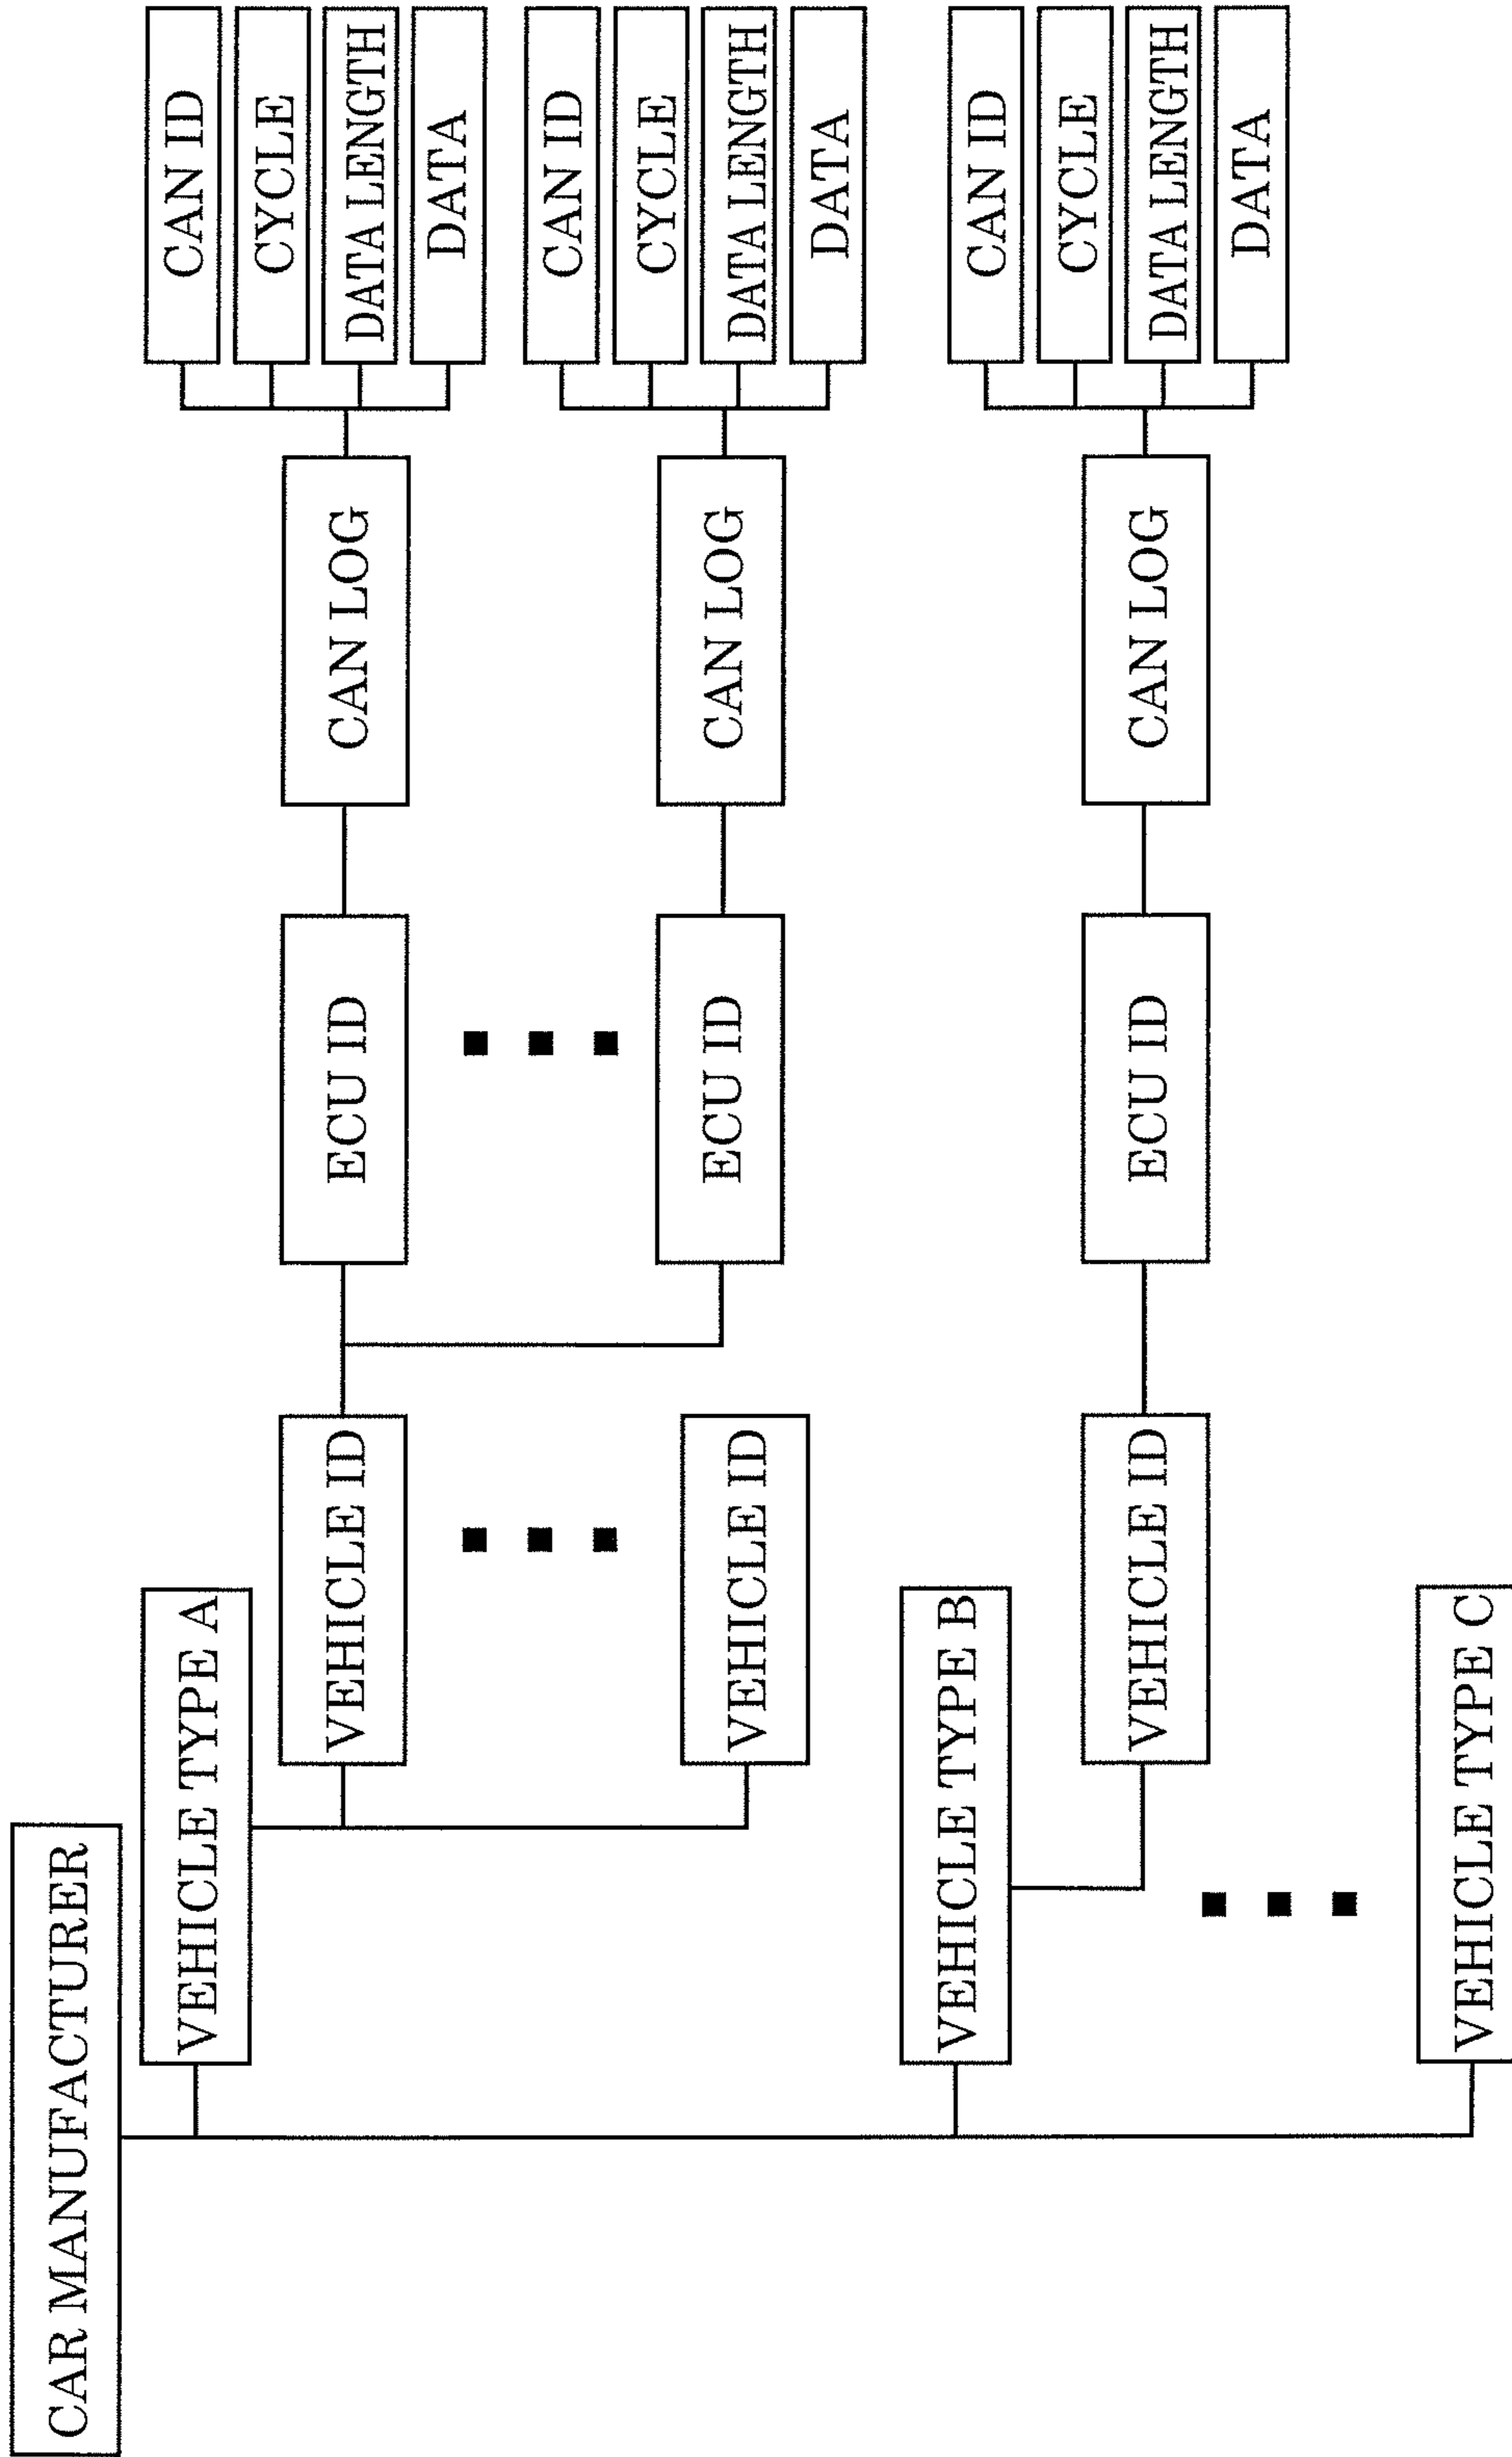 CAR MANUFACTURER
VEHICLE TYPE A
VEHICLE ID
ECU ID
CAN LOG
CAN ID
CYCLE
DATA LENGTH
DATA
ECU ID
CAN LOG
CAN ID
CYCLE
DATA LENGTH
DATA
VEHICLE ID
VEHICLE TYPE B
VEHICLE ID
ECU ID
CAN LOG
CAN ID
CYCLE
DATA LENGTH
DATA
VEHICLE TYPE C